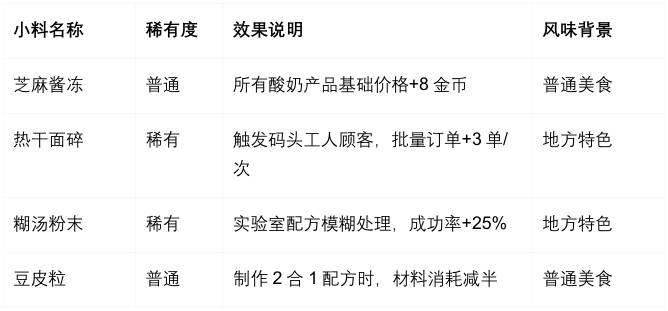 小料名称 稀有度 效果说明 风味背景
芝麻酱冻 普通 所有酸奶产品基础价格+8 金币 普通美食
热干面碎 稀有 触发码头工人顾客，批量订单+3 单/ 地方特色
次
糊汤粉末 稀有 实验室配方模糊处理，成功率+25% 地方特色
豆皮粒 普通 制作 2 合 1 配方时，材料消耗减半 普通美食